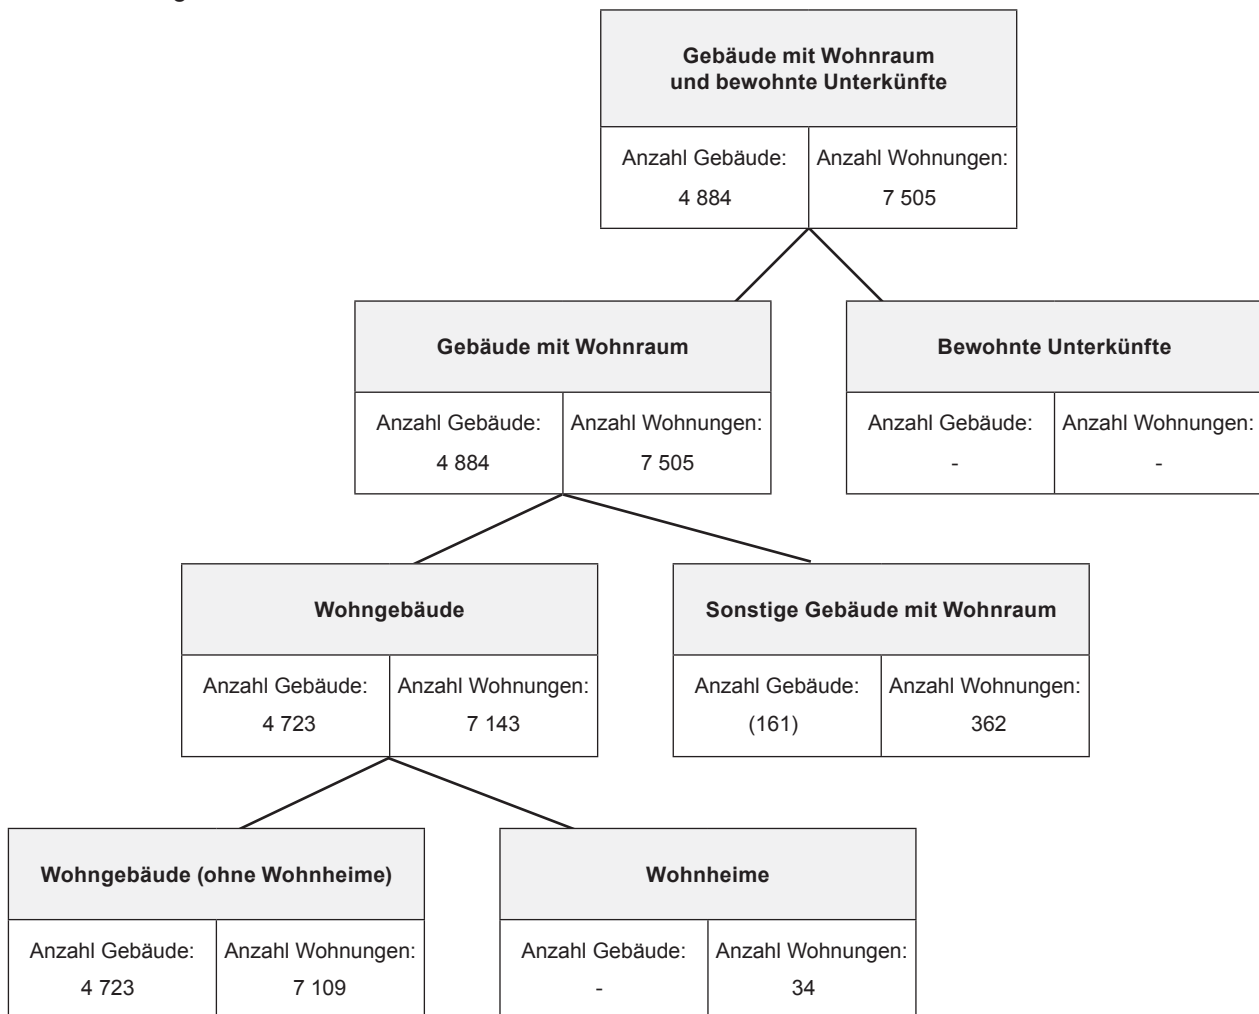 Gebäude mit Wohnraum
und bewohnte Unterkünfte
Anzahl Gebäude: Anzahl Wohnungen:
4 884 7 505
Gebäude mit Wohnraum
Anzahl Gebäude: Anzahl Wohnungen:
4 884 7 505
Bewohnte Unterkünfte
Anzahl Gebäude: Anzahl Wohnungen:
- -
Wohngebäude
Anzahl Gebäude: Anzahl Wohnungen:
4 723 7 143
Sonstige Gebäude mit Wohnraum
Anzahl Gebäude: Anzahl Wohnungen:
(161) 362
Wohngebäude (ohne Wohnheime)
Anzahl Gebäude: Anzahl Wohnungen:
4 723 7 109
Wohnheime
Anzahl Gebäude: Anzahl Wohnungen:
- 34